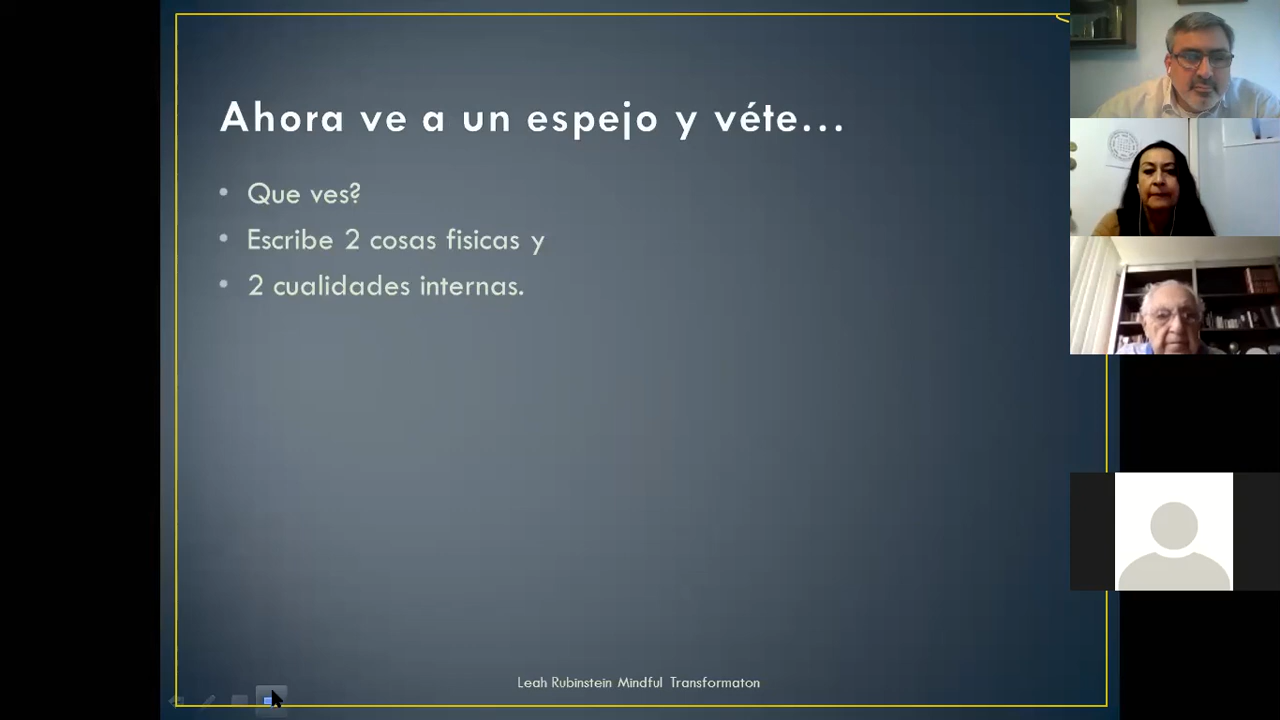 Ahora ve a un espejo y véte...
• Que ves?
• Escribe 2 cosas fisicas y
• 2 cualidades internas.
Leah Rubinstein Mindful Transformaton